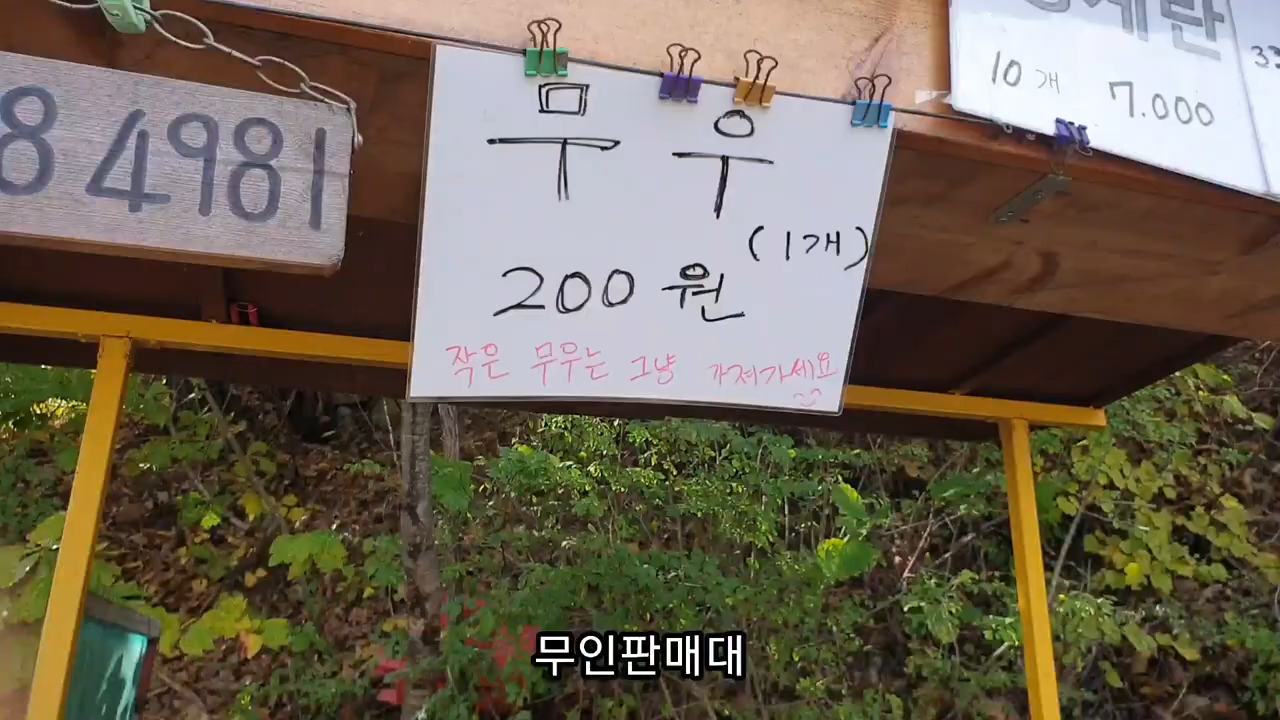 84981
무우
200원 (1개)
작은 무우는 그냥 가져가세요
10개 7.000
33
무인판매대